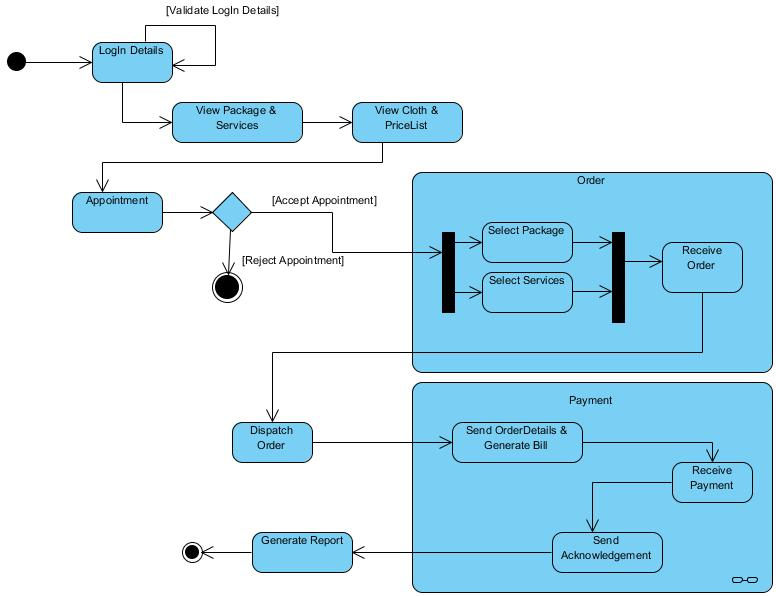 [Validate LogIn Details]
LogIn Details
View Package &
Services
View Cloth &
PriceList
Appointment
[Accept Appointment]
[Reject Appointment]
Order
Select Package
Select Services
Receive
Order
Dispatch
Order
Payment
Send OrderDetails &
Generate Bill
Receive
Payment
Send
Acknowledgement
Generate Report